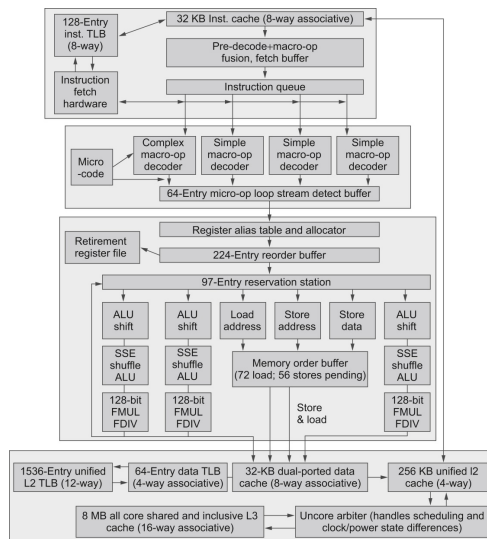 128-Entry
inst. TLB
(8-way)
32 KB Inst. cache (8-way associative)
Pre-decode+macro-op
fusion, fetch buffer
Instruction
fetch
hardware
Instruction queue
Micro
-code
Complex
macro-op
decoder
Simple
macro-op
decoder
Simple
macro-op
decoder
Simple
macro-op
decoder
64-Entry micro-op loop stream detect buffer
Register alias table and allocator
Retirement
register file
224-Entry reorder buffer
97-Entry reservation station
ALU
shift
ALU
shift
Load
address
Store
address
Store
data
ALU
shift
SSE
shuffle
ALU
SSE
shuffle
ALU
Memory order buffer
(72 load; 56 stores pending)
SSE
shuffle
ALU
128-bit
FMUL
FDIV
128-bit
FMUL
FDIV
Store
& load
128-bit
FMUL
FDIV
1536-Entry unified
L2 TLB (12-way)
64-Entry data TLB
(4-way associative)
32-KB dual-ported data
cache (8-way associative)
256 KB unified l2
cache (4-way)
8 MB all core shared and inclusive L3
cache (16-way associative)
Uncore arbiter (handles scheduling and
clock/power state differences)